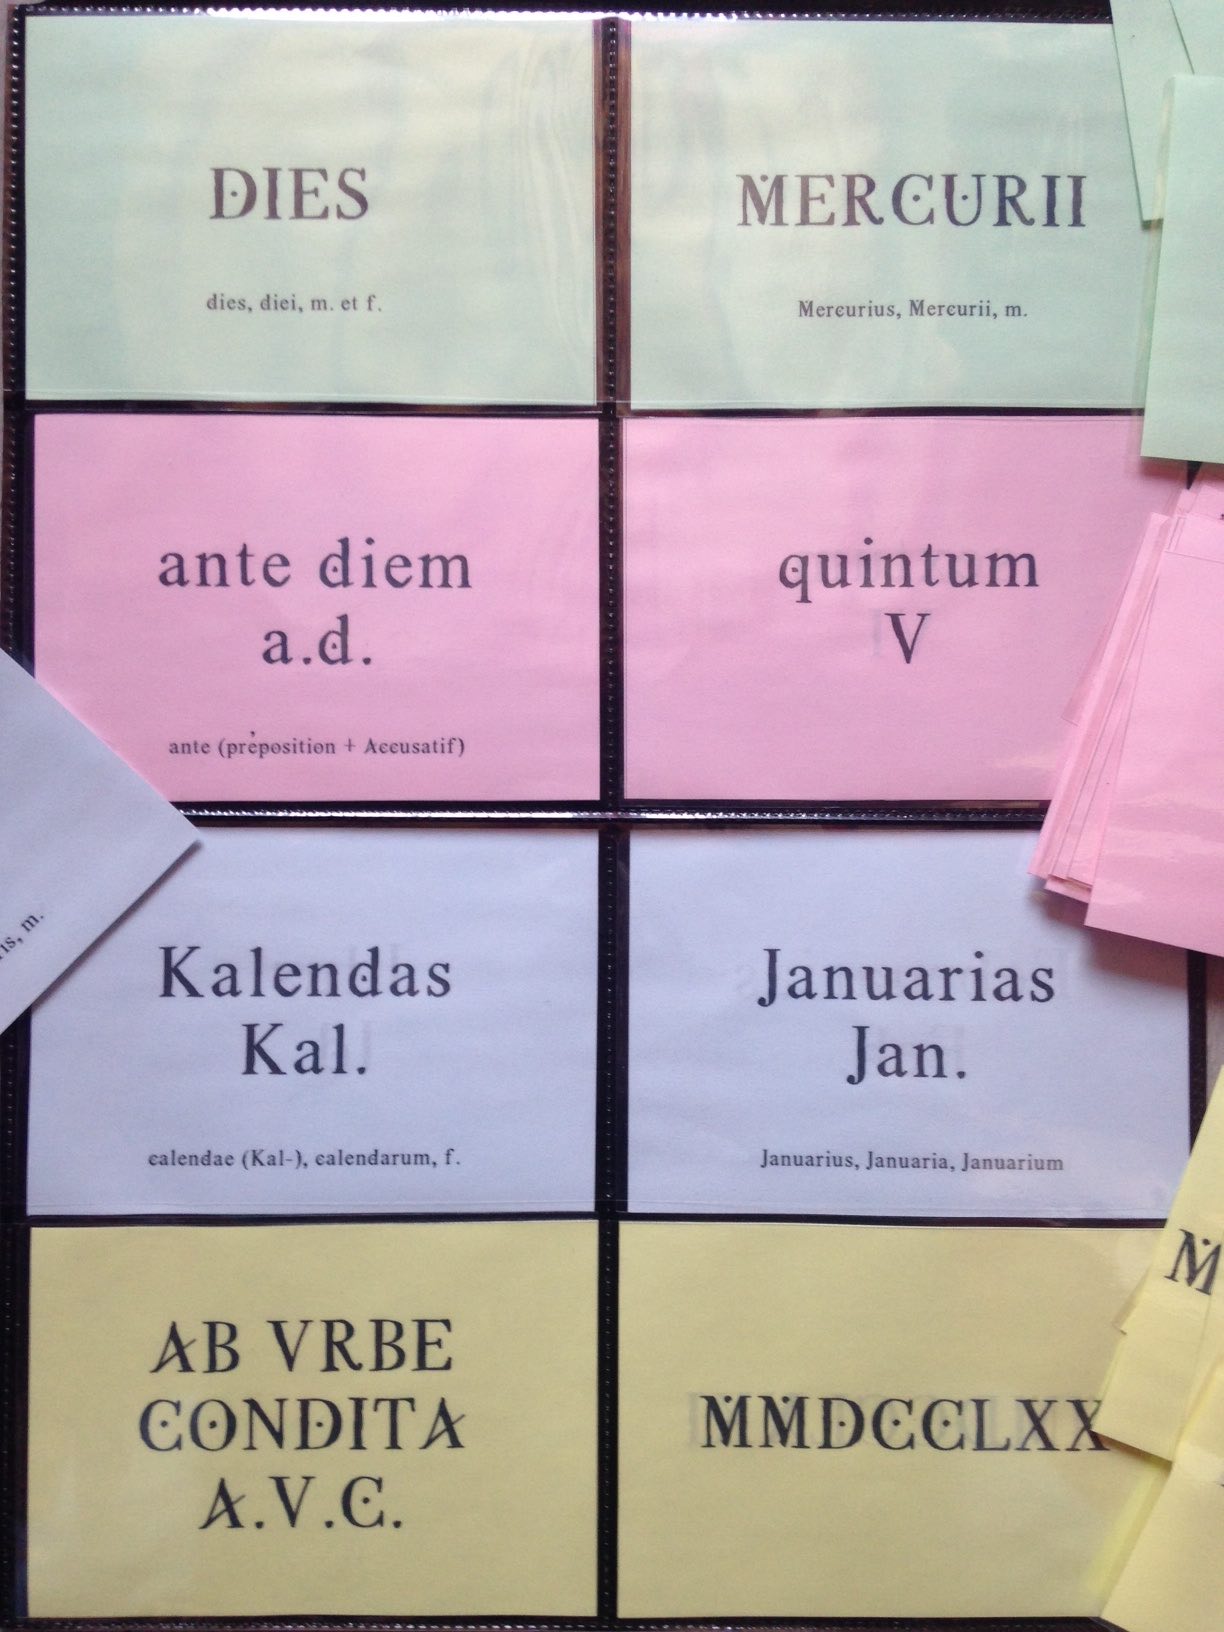 DIES
dies, diei, m. et f.
MERCURII
Mercurius, Mercurii, m.
ante diem
a.d.
ante (préposition + Accusatif)
quintum
V
m.
Kalendas
Kal.
calendae (Kal-), calendarum, f.
Januarias
Jan.
Januarius, Januaria, Januarium
AB VRBE
CONDITA
A.V.C.
MMDCCLXX
M